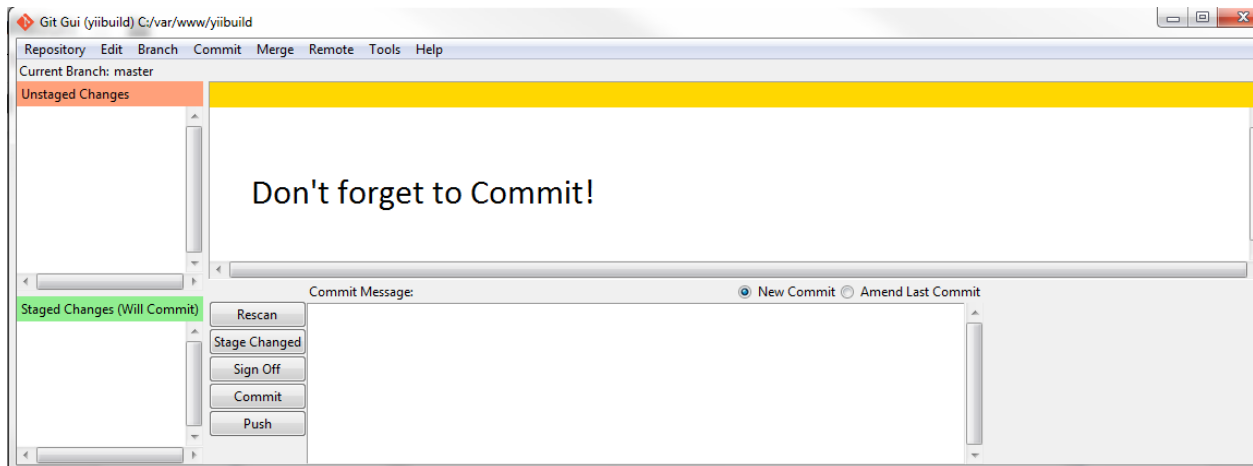 Git Gui (yiibuild) C:/var/www/yiibuild
Repository Edit Branch Commit Merge Remote Tools Help
Current Branch: master
Unstaged Changes
Don't forget to Commit!
Staged Changes (Will Commit)
Commit Message:
New Commit
Amend Last Commit
Rescan
Stage Changed
Sign Off
Commit
Push